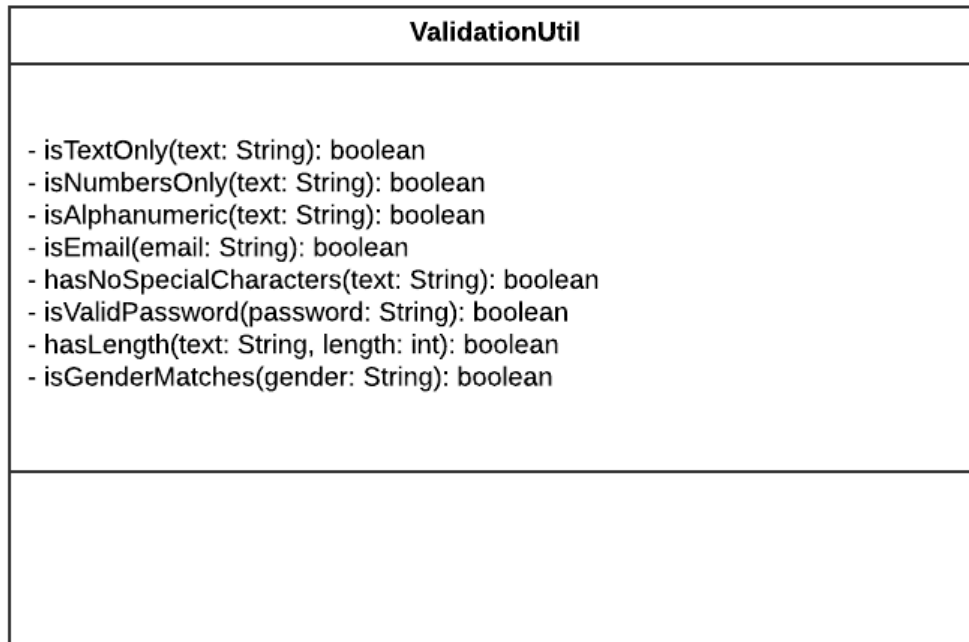 ValidationUtil
- isTextOnly(text: String): boolean
- isNumbersOnly(text: String): boolean
- isAlphanumeric(text: String): boolean
- isEmail(email: String): boolean
- hasNoSpecialCharacters(text: String): boolean
- isValidPassword(password: String): boolean
- hasLength(text: String, length: int): boolean
- isGenderMatches(gender: String): boolean